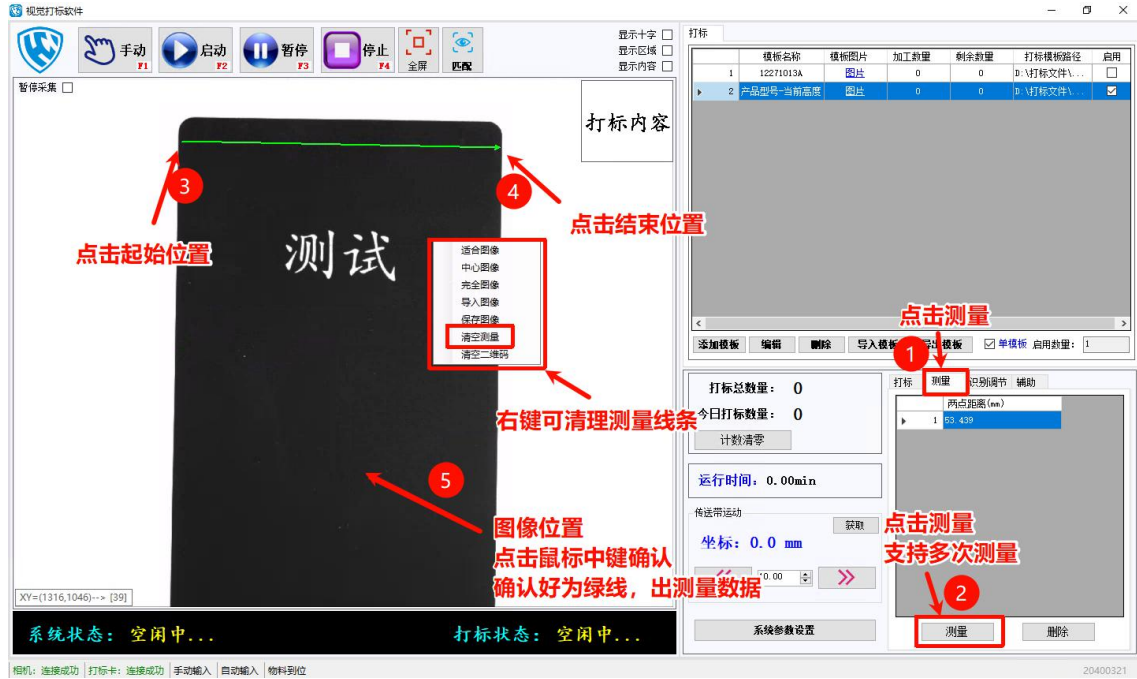 视觉打标软件
手动 F1
启动 F2
暂停 F3
停止 F4
全屏
匹配
显示十字
显示区域
显示内容
暂停采集
打标内容
③
④
点击起始位置
点击结束位置
测试
适合图像
中心图像
完全图像
导入图像
保存图像
清空测量
清空二维码
右键可清理测量线条
⑤
图像位置
点击鼠标中键确认
确认好为绿线，出测量数据
XY=(1316,1046)--> [39]
系统状态：空闲中...
打标状态：空闲中...
相机：连接成功 打标卡：连接成功 手动输入 自动输入 物料到位
打标
模板名称 模板图片 加工数量 剩余数量 打标模板路径 启用
1 12271013A 图片 0 0 D:\打标文件\...
2 产品型号-当前高度 图片 0 0 D:\打标文件\...
点击测量
①
添加模板 编辑 删除 单模板 启用数量： 1
打标总数量： 0
今日打标数量： 0
计数清零
运行时间：0.00min
传送带运动
获取
坐标：0.0 mm
系统参数设置
打标 测量 识别调节 辅助
两点距离(mm)
1 53.439
点击测量
支持多次测量
②
测量 删除
20400321